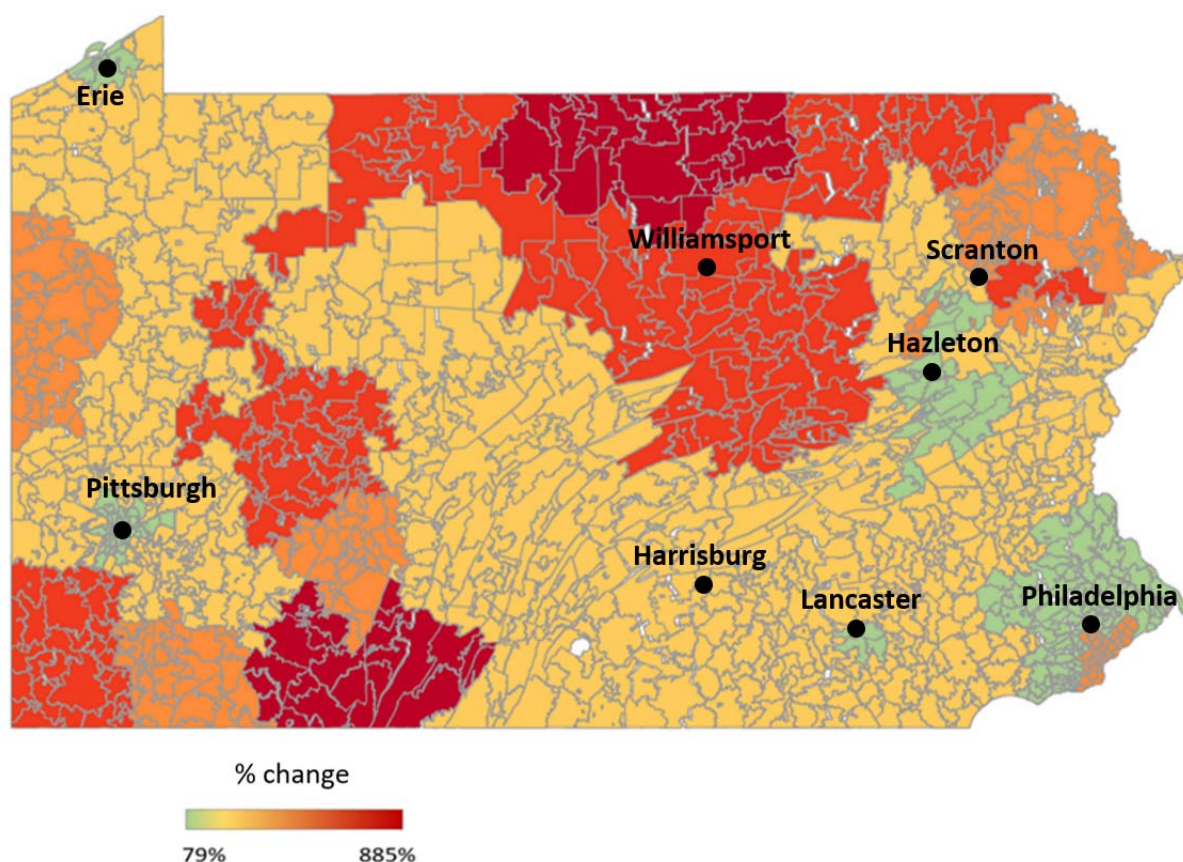 Erie
Williamsport
Scranton
Hazleton
Pittsburgh
Harrisburg
Lancaster
Philadelphia
% change
79% 885%